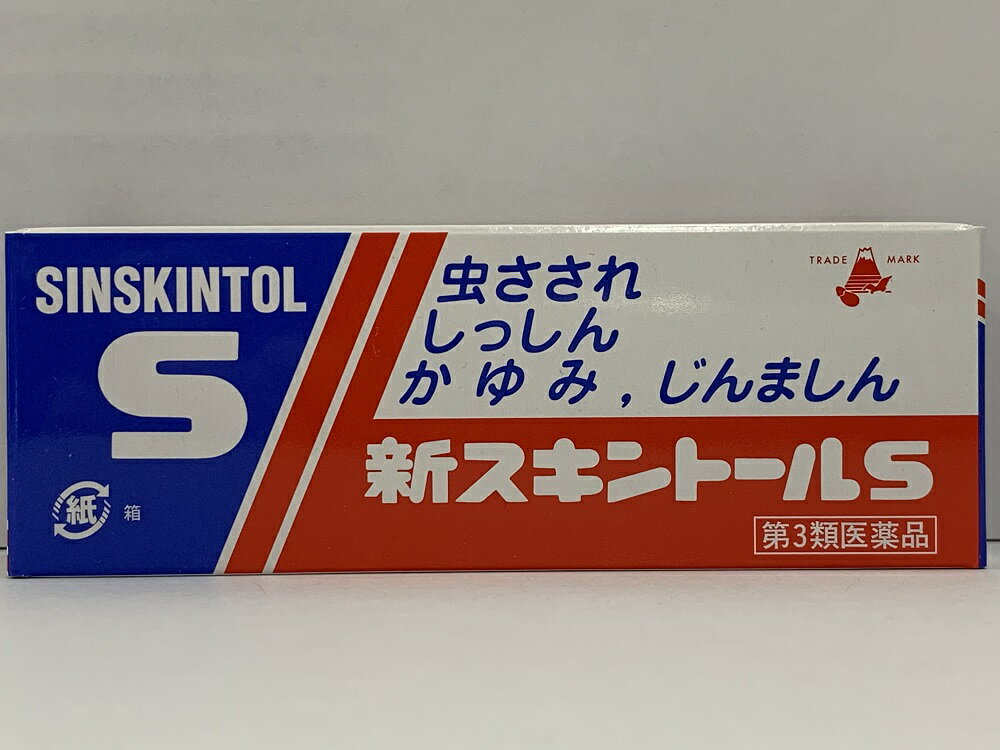 SINSKINTOL
S
紙
箱
虫さされ
しっしん
かゆみ,じんましん
TRADE MARK
新スキントールS
第3類医薬品